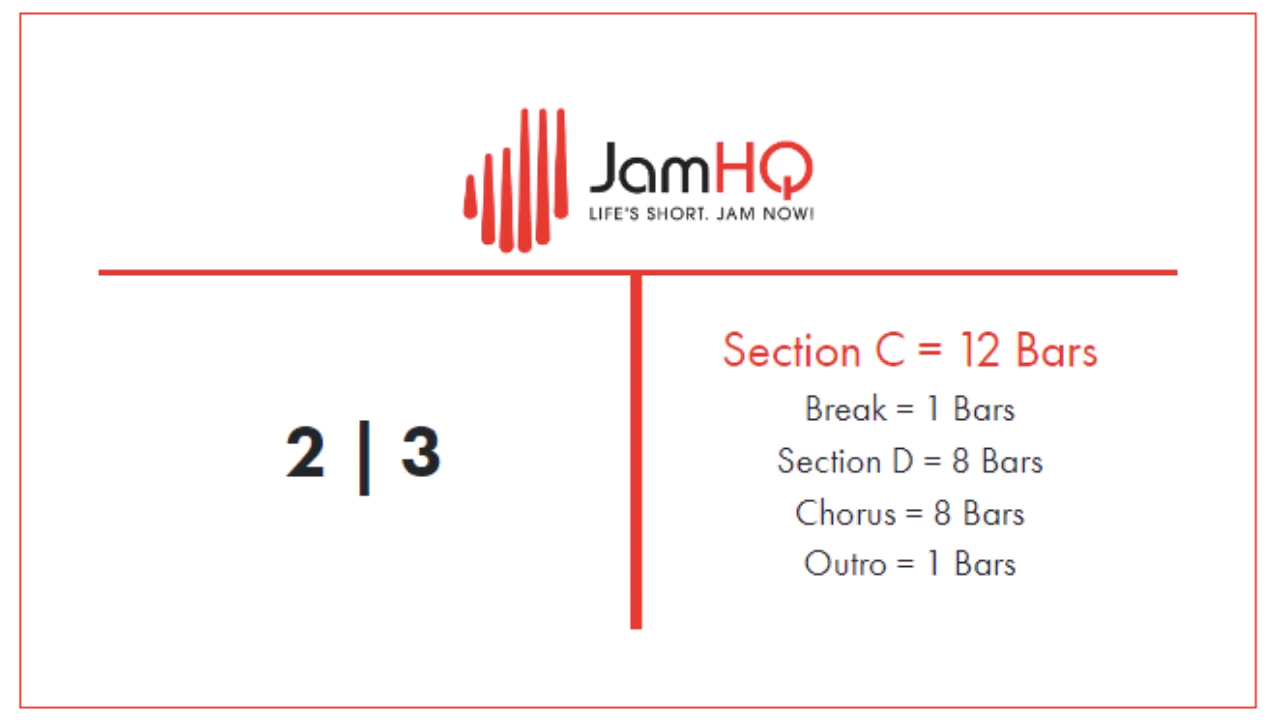 JamHQ
LIFE'S SHORT. JAM NOW!
2 | 3
Section C = 12 Bars
Break = 1 Bars
Section D = 8 Bars
Chorus = 8 Bars
Outro = 1 Bars